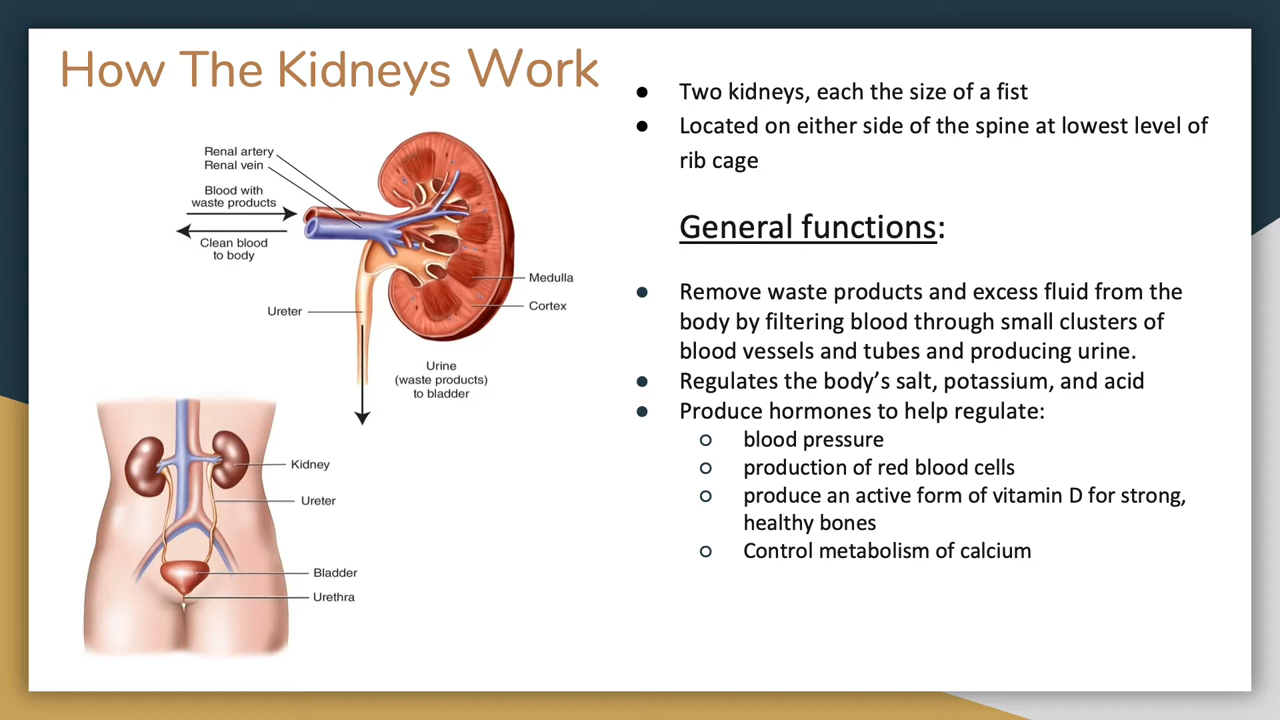 How The Kidneys Work
Renal artery
Renal vein
Blood with
waste products
Clean blood
to body
Medulla
Cortex
Ureter
Urine
(waste products)
to bladder
Kidney
Ureter
Bladder
Urethra
● Two kidneys, each the size of a fist
● Located on either side of the spine at lowest level of
rib cage
General functions:
● Remove waste products and excess fluid from the
body by filtering blood through small clusters of
blood vessels and tubes and producing urine.
● Regulates the body’s salt, potassium, and acid
● Produce hormones to help regulate:
○ blood pressure
○ production of red blood cells
○ produce an active form of vitamin D for strong,
healthy bones
○ Control metabolism of calcium